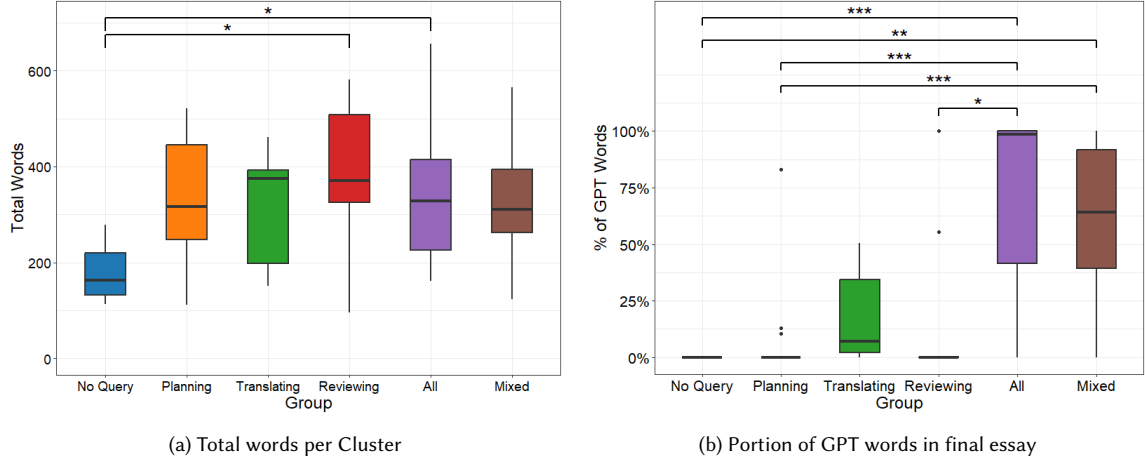 Total Words
600
400
200
0
*
*
No Query Planning Translating Reviewing All Mixed
Group
(a) Total words per Cluster
% of GPT Words
***
**
***
***
*
100%
75%
50%
25%
0%
No Query Planning Translating Reviewing All Mixed
Group
(b) Portion of GPT words in final essay